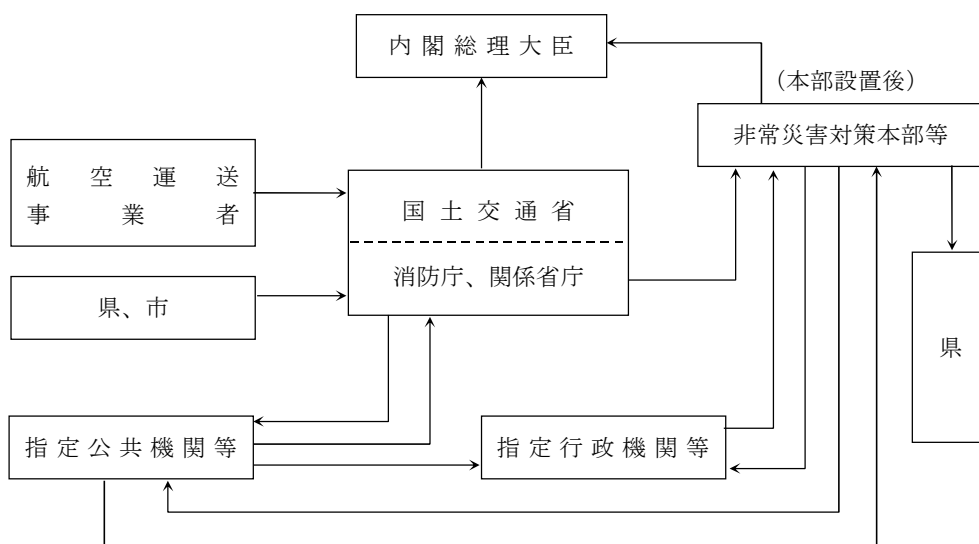 内閣総理大臣
(本部設置後)
非常災害対策本部等
航空運送
事業者
国土交通省
消防庁、関係省庁
県、市
県
指定公共機関等
指定行政機関等